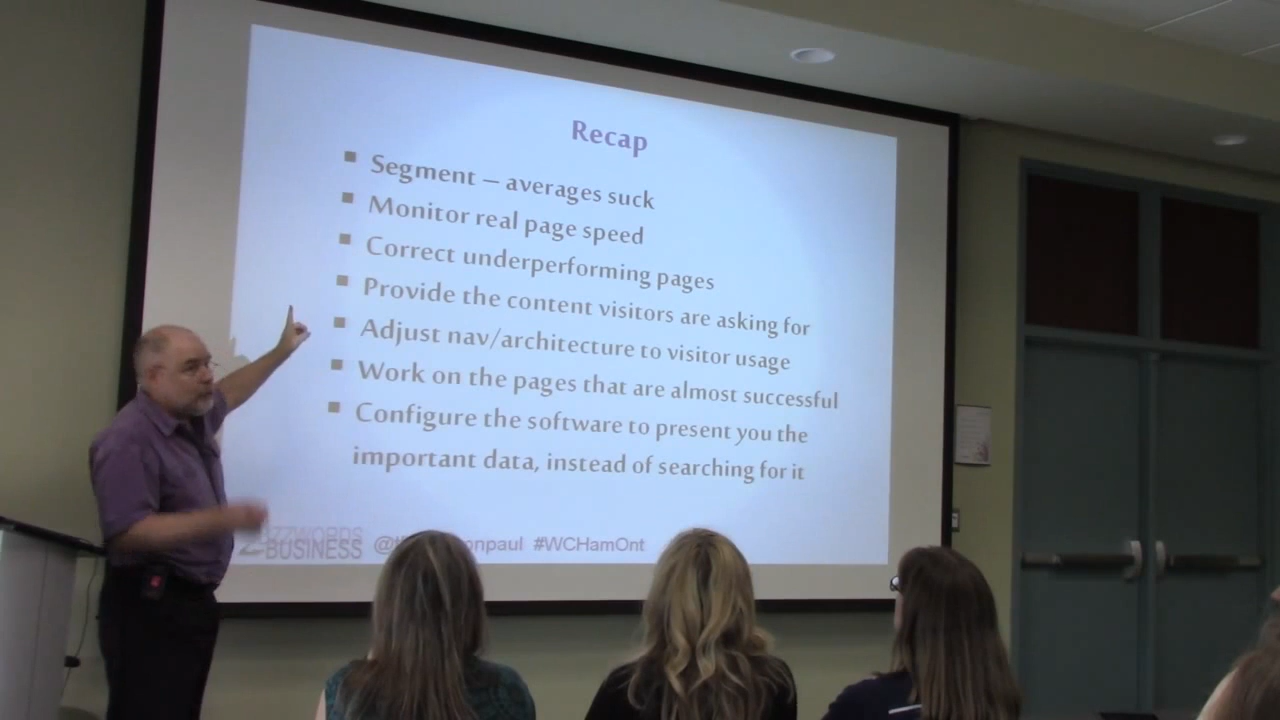 Recap
▪ Segment – averages suck
▪ Monitor real page speed
▪ Correct underperforming pages
▪ Provide the content visitors are asking for
▪ Adjust nav/architecture to visitor usage
▪ Work on the pages that are almost successful
▪ Configure the software to present you the
important data, instead of searching for it
BUSINESS #WCHamOnt